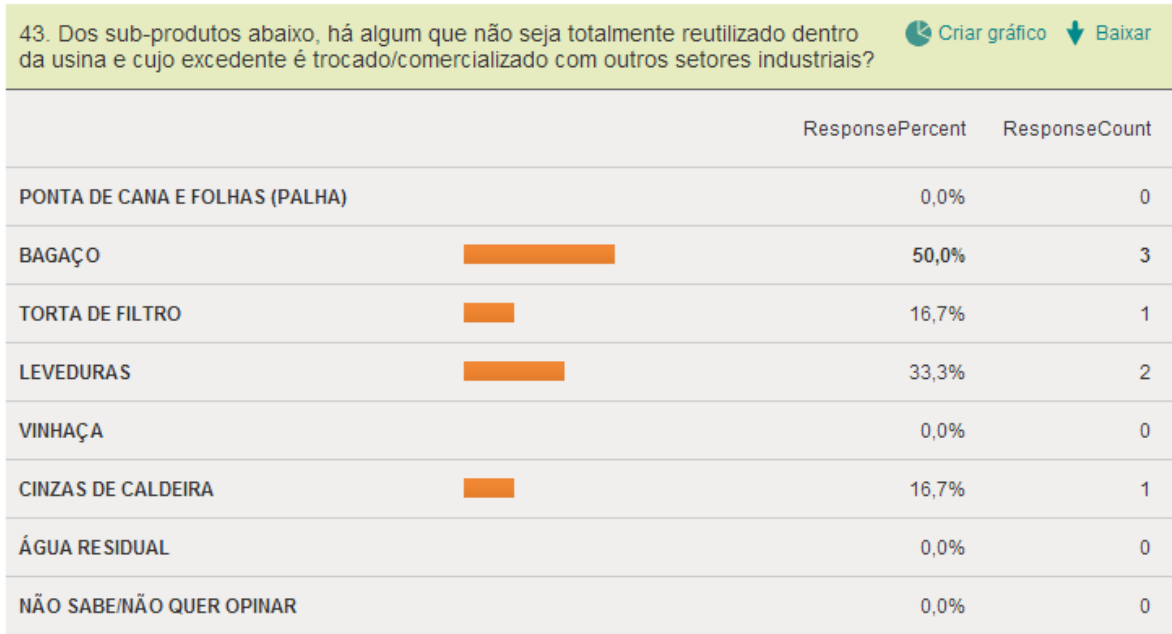 43. Dos sub-produtos abaixo, há algum que não seja totalmente reutilizado dentro
da usina e cujo excedente é trocado/comercializado com outros setores industriais?
Criar gráfico Baixar
ResponsePercent ResponseCount
PONTA DE CANA E FOLHAS (PALHA) 0,0% 0
BAGAÇO 50,0% 3
TORTA DE FILTRO 16,7% 1
LEVEDURAS 33,3% 2
VINHAÇA 0,0% 0
CINZAS DE CALDEIRA 16,7% 1
ÁGUA RESIDUAL 0,0% 0
NÃO SABE/NÃO QUER OPINAR 0,0% 0